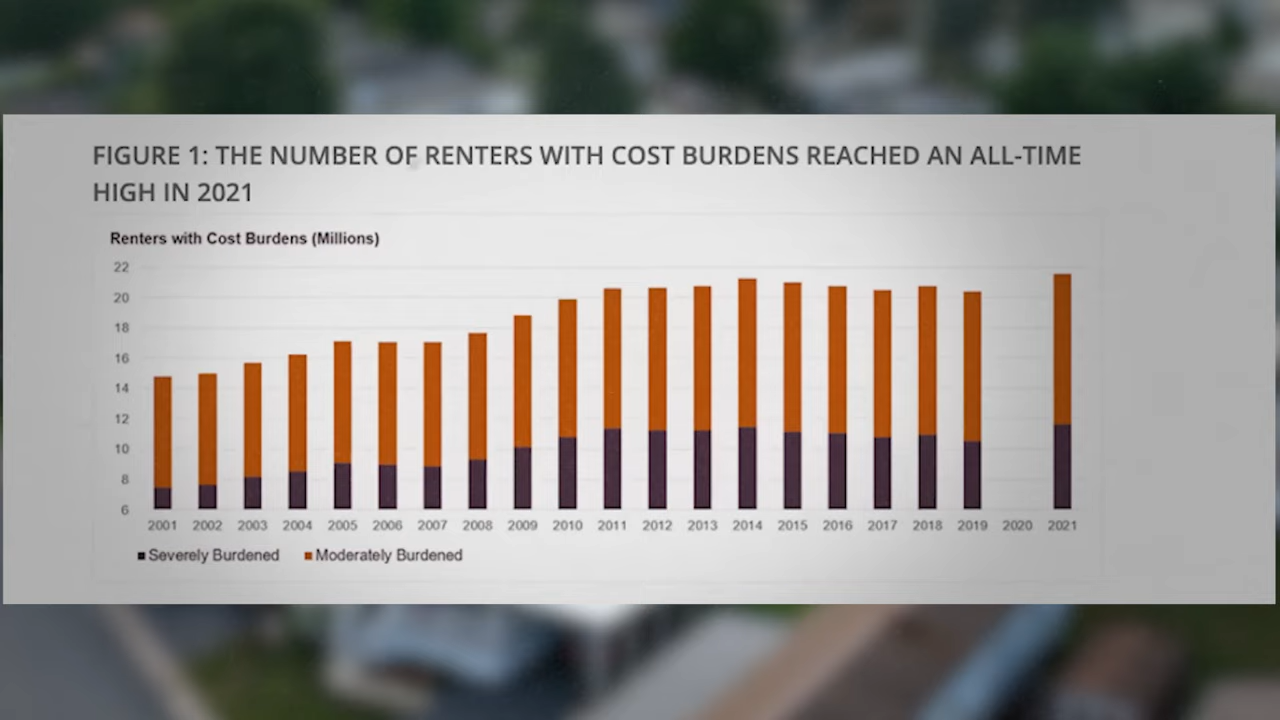 FIGURE 1: THE NUMBER OF RENTERS WITH COST BURDENS REACHED AN ALL-TIME
HIGH IN 2021
Renters with Cost Burdens (Millions)
22
20
18
16
14
12
10
8
6
2001 2002 2003 2004 2005 2006 2007 2008 2009 2010 2011 2012 2013 2014 2015 2016 2017 2018 2019 2020 2021
Severely Burdened Moderately Burdened